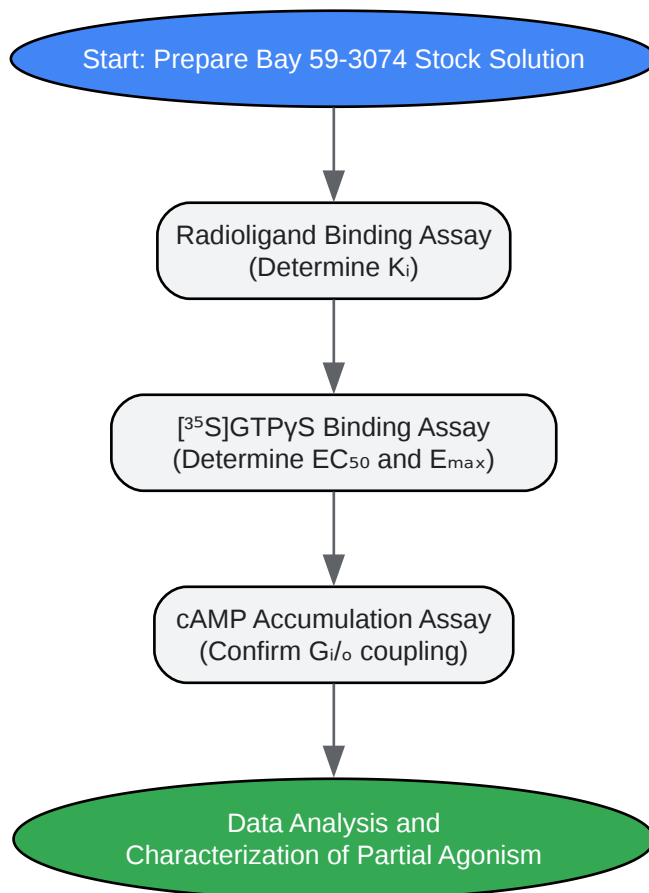 Start: Prepare Bay 59-3074 Stock Solution
Radioligand Binding Assay
(Determine Kᵢ)
[³⁵S]GTPγS Binding Assay
(Determine EC₅₀ and Eₘₐₓ)
cAMP Accumulation Assay
(Confirm Gᵢ/ₒ coupling)
Data Analysis and
Characterization of Partial Agonism